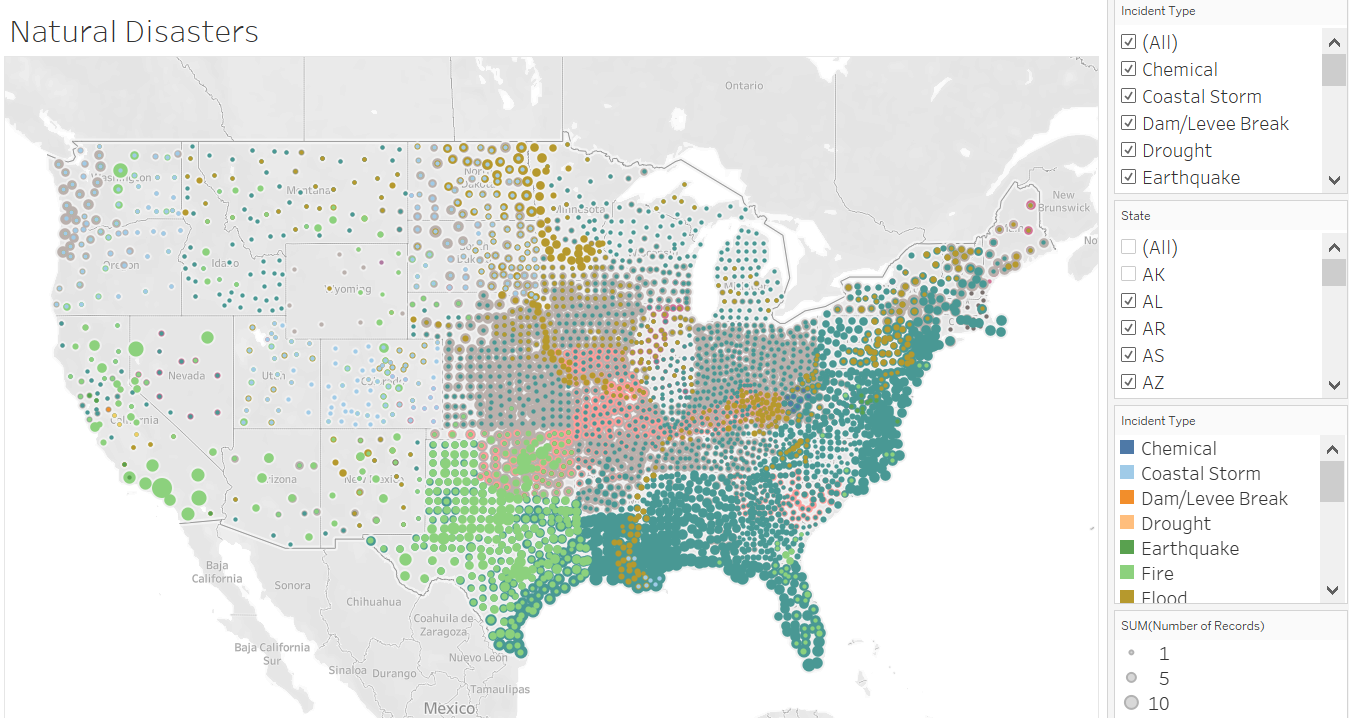 Natural Disasters
Ontario
New
Brunswick
Washington
Montana
North
Dakota
Minnesota
Oregon
Idaho
South
Wyoming
Nevada
Utah
Colorado
California
Arizona
New Mexico
Baja
California
Sonora
Chihuahua
Coahuila de
Zaragoza
Baja California
Sur
Nuevo León
Sinaloa
Durango
Tamaulipas
Mexico
Incident Type
(All)
Chemical
Coastal Storm
Dam/Levee Break
Drought
Earthquake
State
(All)
AK
AL
AR
AS
AZ
Incident Type
Chemical
Coastal Storm
Dam/Levee Break
Drought
Earthquake
Fire
Flood
SUM(Number of Records)
1
5
10